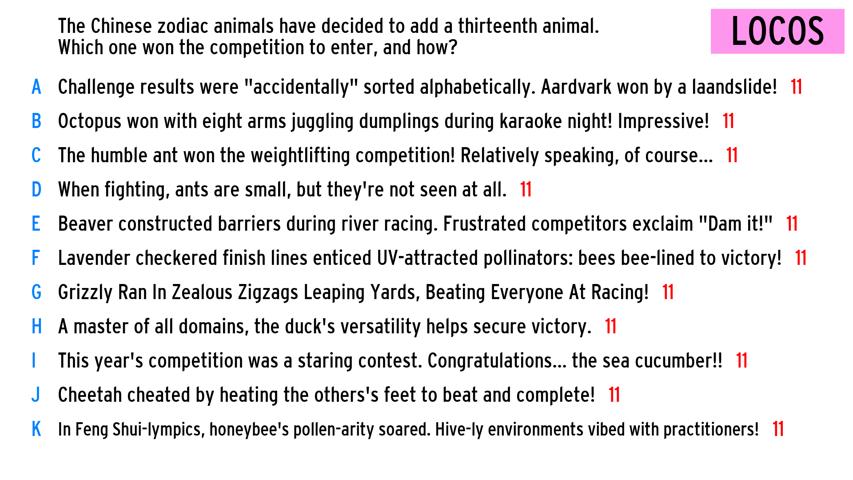 The Chinese zodiac animals have decided to add a thirteenth animal.
Which one won the competition to enter, and how?
LOCOS
A Challenge results were "accidentally" sorted alphabetically. Aardvark won by a laandslide! 11
B Octopus won with eight arms juggling dumplings during karaoke night! Impressive! 11
C The humble ant won the weightlifting competition! Relatively speaking, of course... 11
D When fighting, ants are small, but they're not seen at all. 11
E Beaver constructed barriers during river racing. Frustrated competitors exclaim "Dam it!" 11
F Lavender checkered finish lines enticed UV-attracted pollinators: bees bee-lined to victory! 11
G Grizzly Ran In Zealous Zigzags Leaping Yards, Beating Everyone At Racing! 11
H A master of all domains, the duck's versatility helps secure victory. 11
I This year's competition was a staring contest. Congratulations... the sea cucumber!! 11
J Cheetah cheated by heating the others's feet to beat and complete! 11
K In Feng Shui-lympics, honeybee's pollen-arity soared. Hive-ly environments vibed with practitioners! 11